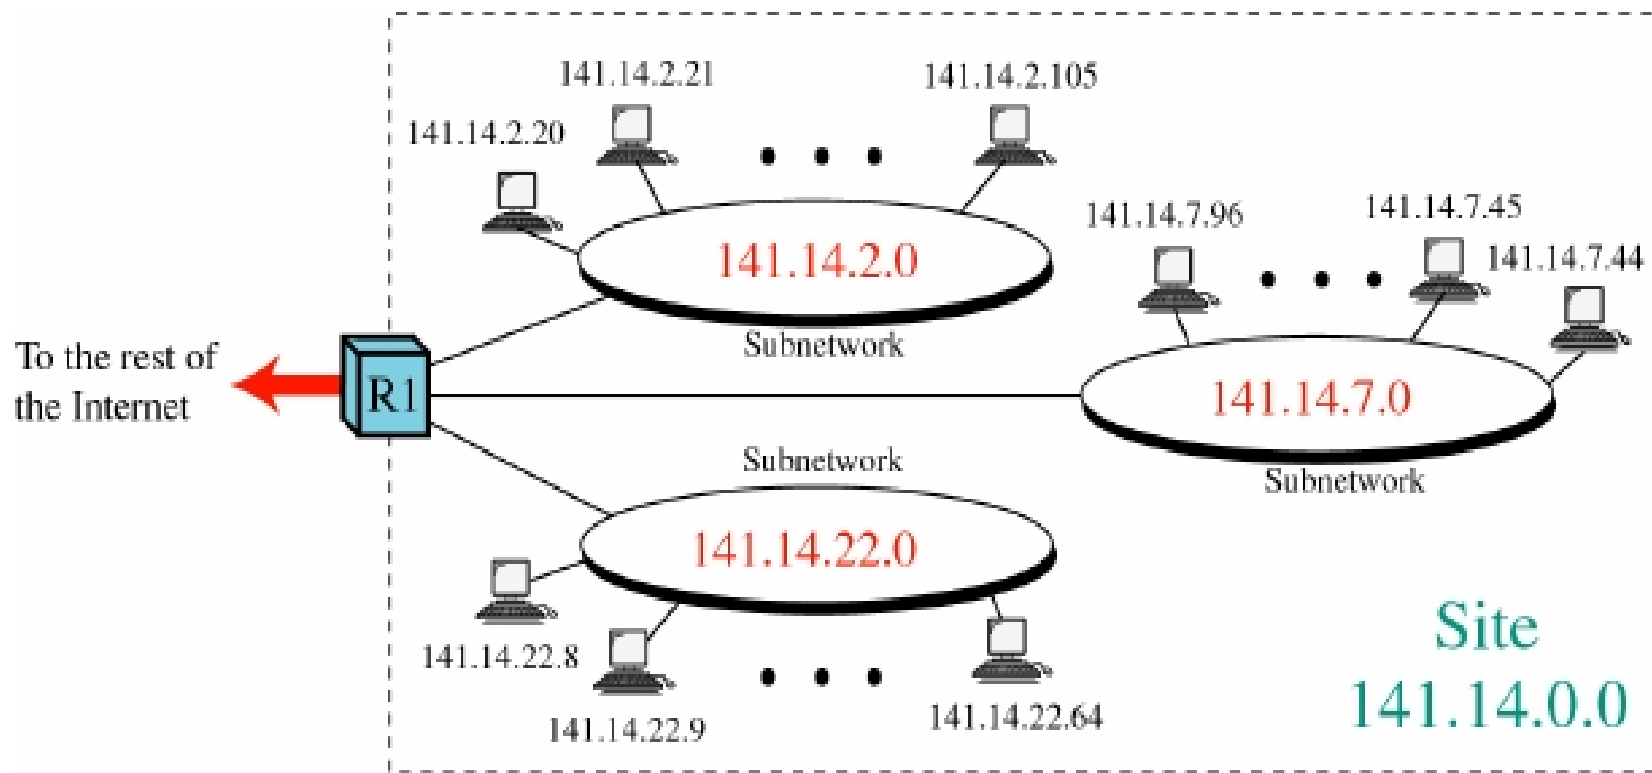 141.14.2.21
141.14.2.105
141.14.2.20
141.14.7.96
141.14.7.45
141.14.7.44
141.14.2.0
Subnetwork
To the rest of
the Internet
R1
141.14.7.0
Subnetwork
Subnetwork
141.14.22.0
141.14.22.8
141.14.22.9
141.14.22.64
Site
141.14.0.0